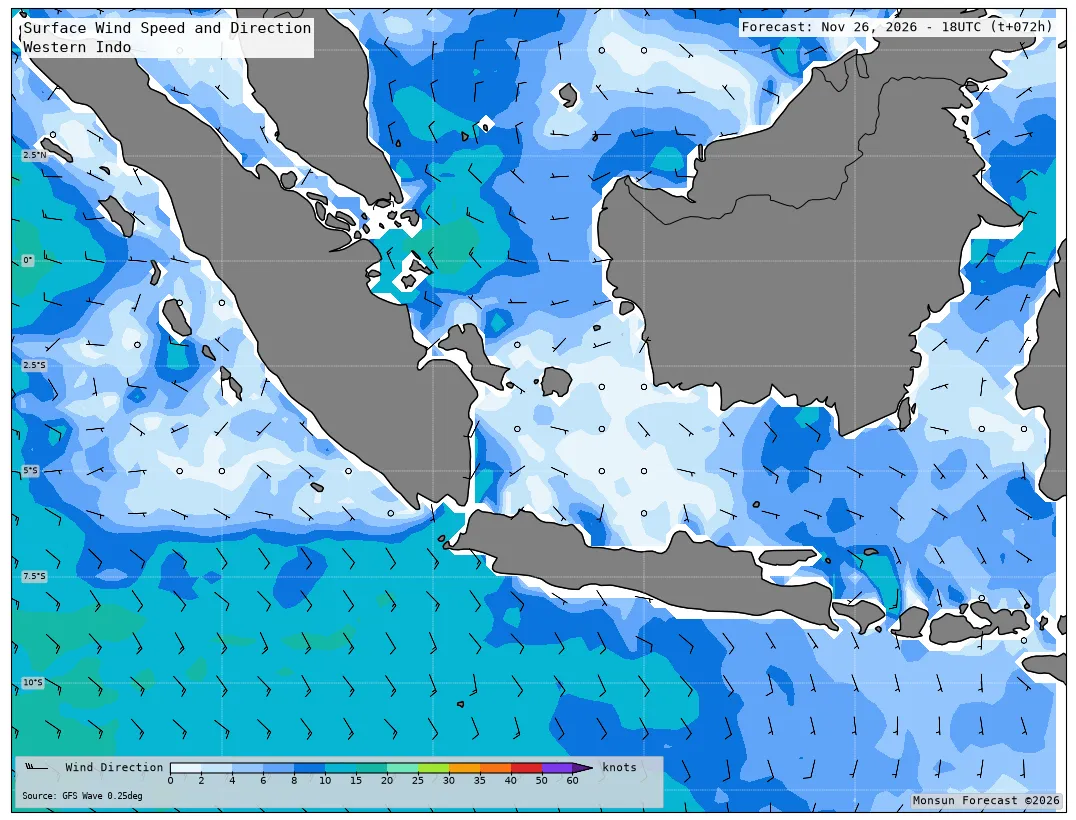 Surface Wind Speed and Direction
Western Indo
Forecast: Nov 26, 2026 - 18UTC (t+072h)
2.5°N
0°
2.5°S
5°S
7.5°S
10°S
Wind Direction
0 2 4 6 8 10 15 20 25 30 35 40 50 60
knots
Source: GFS Wave 0.25deg
Monsun Forecast ©2026